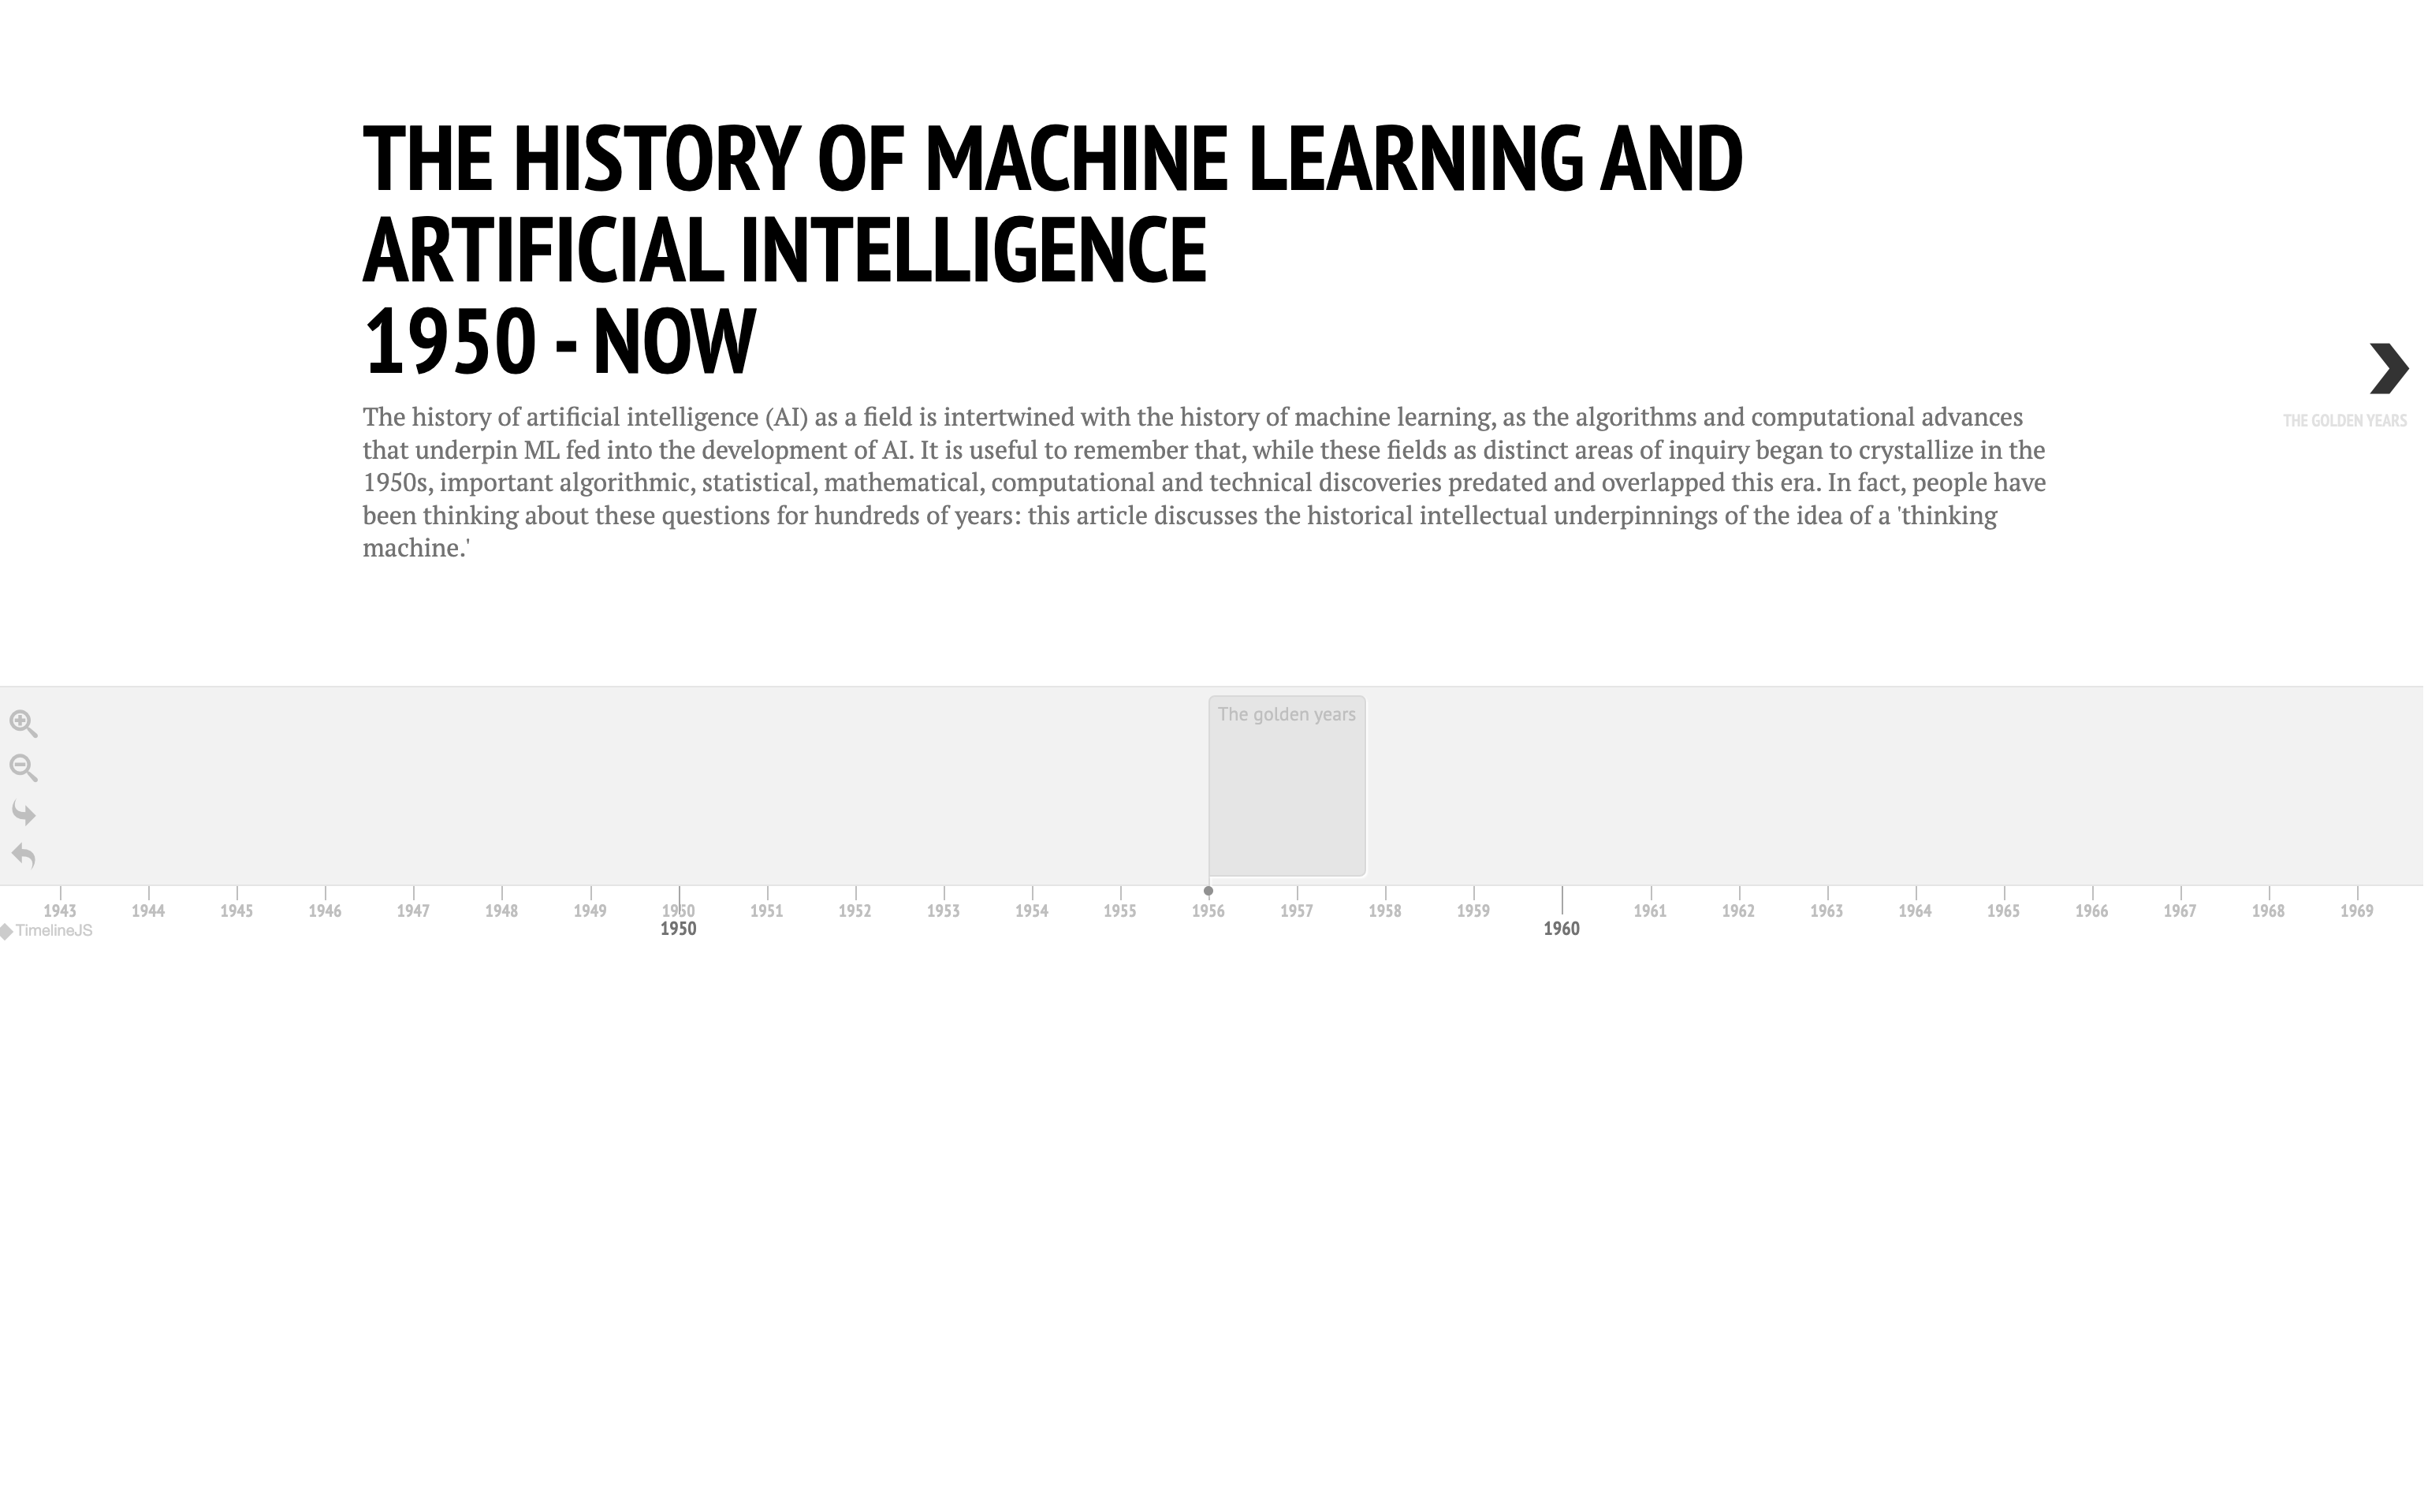 THE HISTORY OF MACHINE LEARNING AND
ARTIFICIAL INTELLIGENCE
1950 - NOW
The history of artificial intelligence (AI) as a field is intertwined with the history of machine learning, as the algorithms and computational advances
that underpin ML fed into the development of AI. It is useful to remember that, while these fields as distinct areas of inquiry began to crystallize in the
1950s, important algorithmic, statistical, mathematical, computational and technical discoveries predated and overlapped this era. In fact, people have
been thinking about these questions for hundreds of years: this article discusses the historical intellectual underpinnings of the idea of a 'thinking
machine.'
THE GOLDEN YEARS
The golden years
1943 1944 1945 1946 1947 1948 1949 1950 1951 1952 1953 1954 1955 1956 1957 1958 1959 1961 1962 1963 1964 1965 1966 1967 1968 1969
1950 1960
TimelineJS